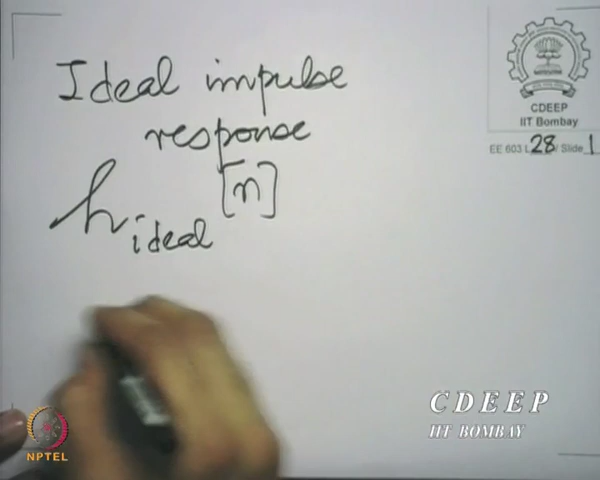 Ideal impulse
response
h ideal [n]
CDEEP
IIT Bombay
EE 603 L 28 / Slide 1
CDEEP
IIT BOMBAY
NPTEL